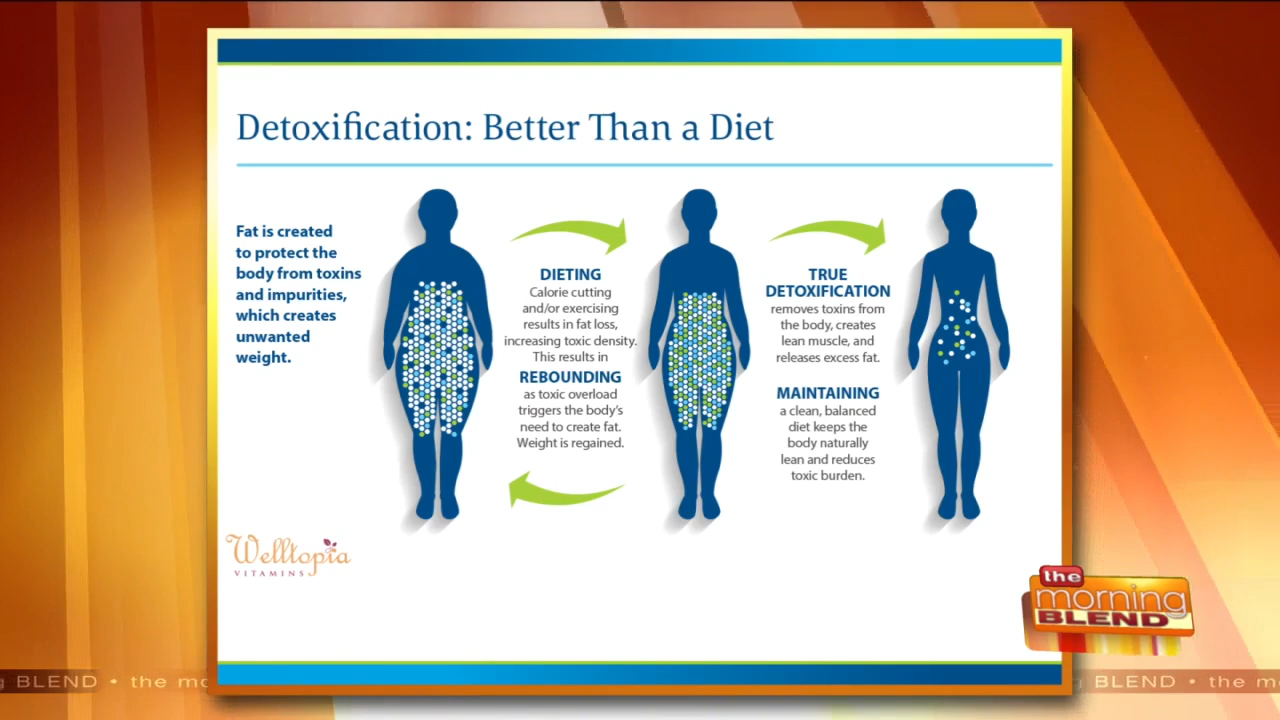 Detoxification: Better Than a Diet
Fat is created
to protect the
body from toxins
and impurities,
which creates
unwanted
weight.
DIETING
Calorie cutting
and/or exercising
results in fat loss,
increasing toxic density.
This results in
REBOUNDING
as toxic overload
triggers the body's
need to create fat.
Weight is regained.
TRUE
DETOXIFICATION
removes toxins from
the body, creates
lean muscle, and
releases excess fat.
MAINTAINING
a clean, balanced
diet keeps the
body naturally
lean and reduces
toxic burden.
Welltopia
VITAMINS
the
morning
BLEND
g BLEND • the mo
g BLEND • the m